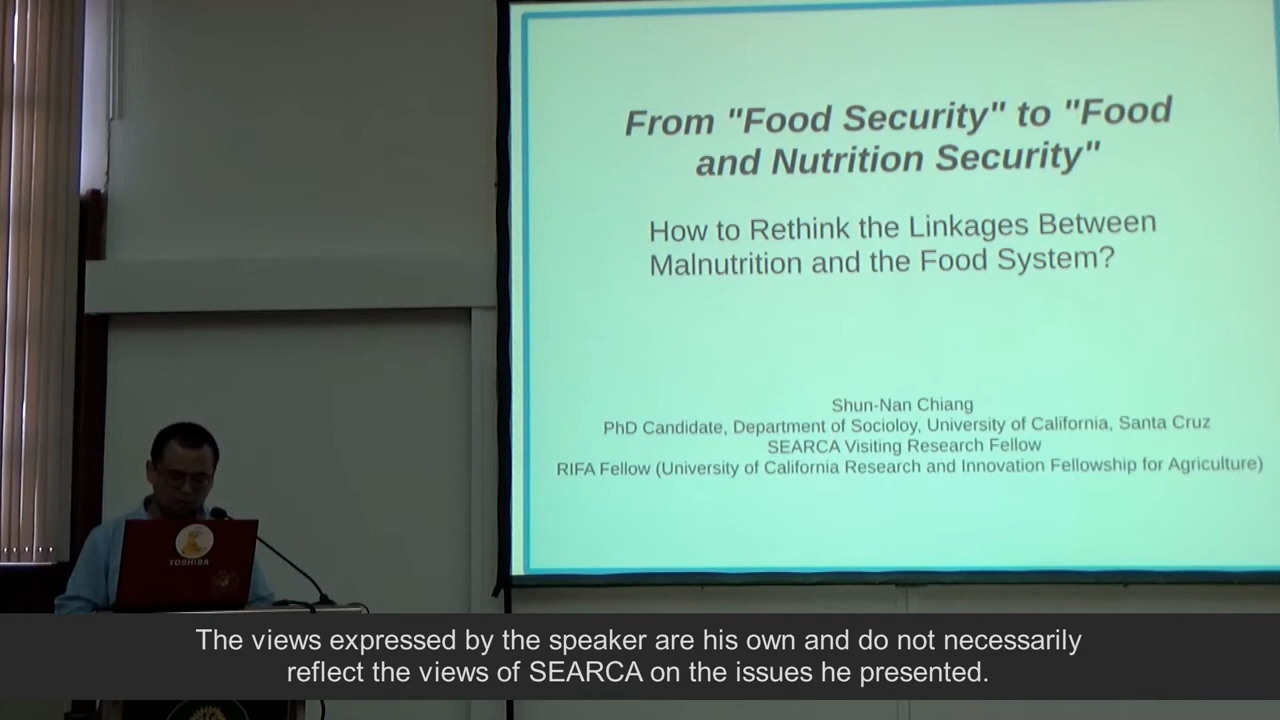 From "Food Security" to "Food
and Nutrition Security"
How to Rethink the Linkages Between
Malnutrition and the Food System?
Shun-Nan Chiang
PhD Candidate, Department of Socioloy, University of California, Santa Cruz
SEARCA Visiting Research Fellow
RIFA Fellow (University of California Research and Innovation Fellowship for Agriculture)
TOSHIBA
The views expressed by the speaker are his own and do not necessarily
reflect the views of SEARCA on the issues he presented.